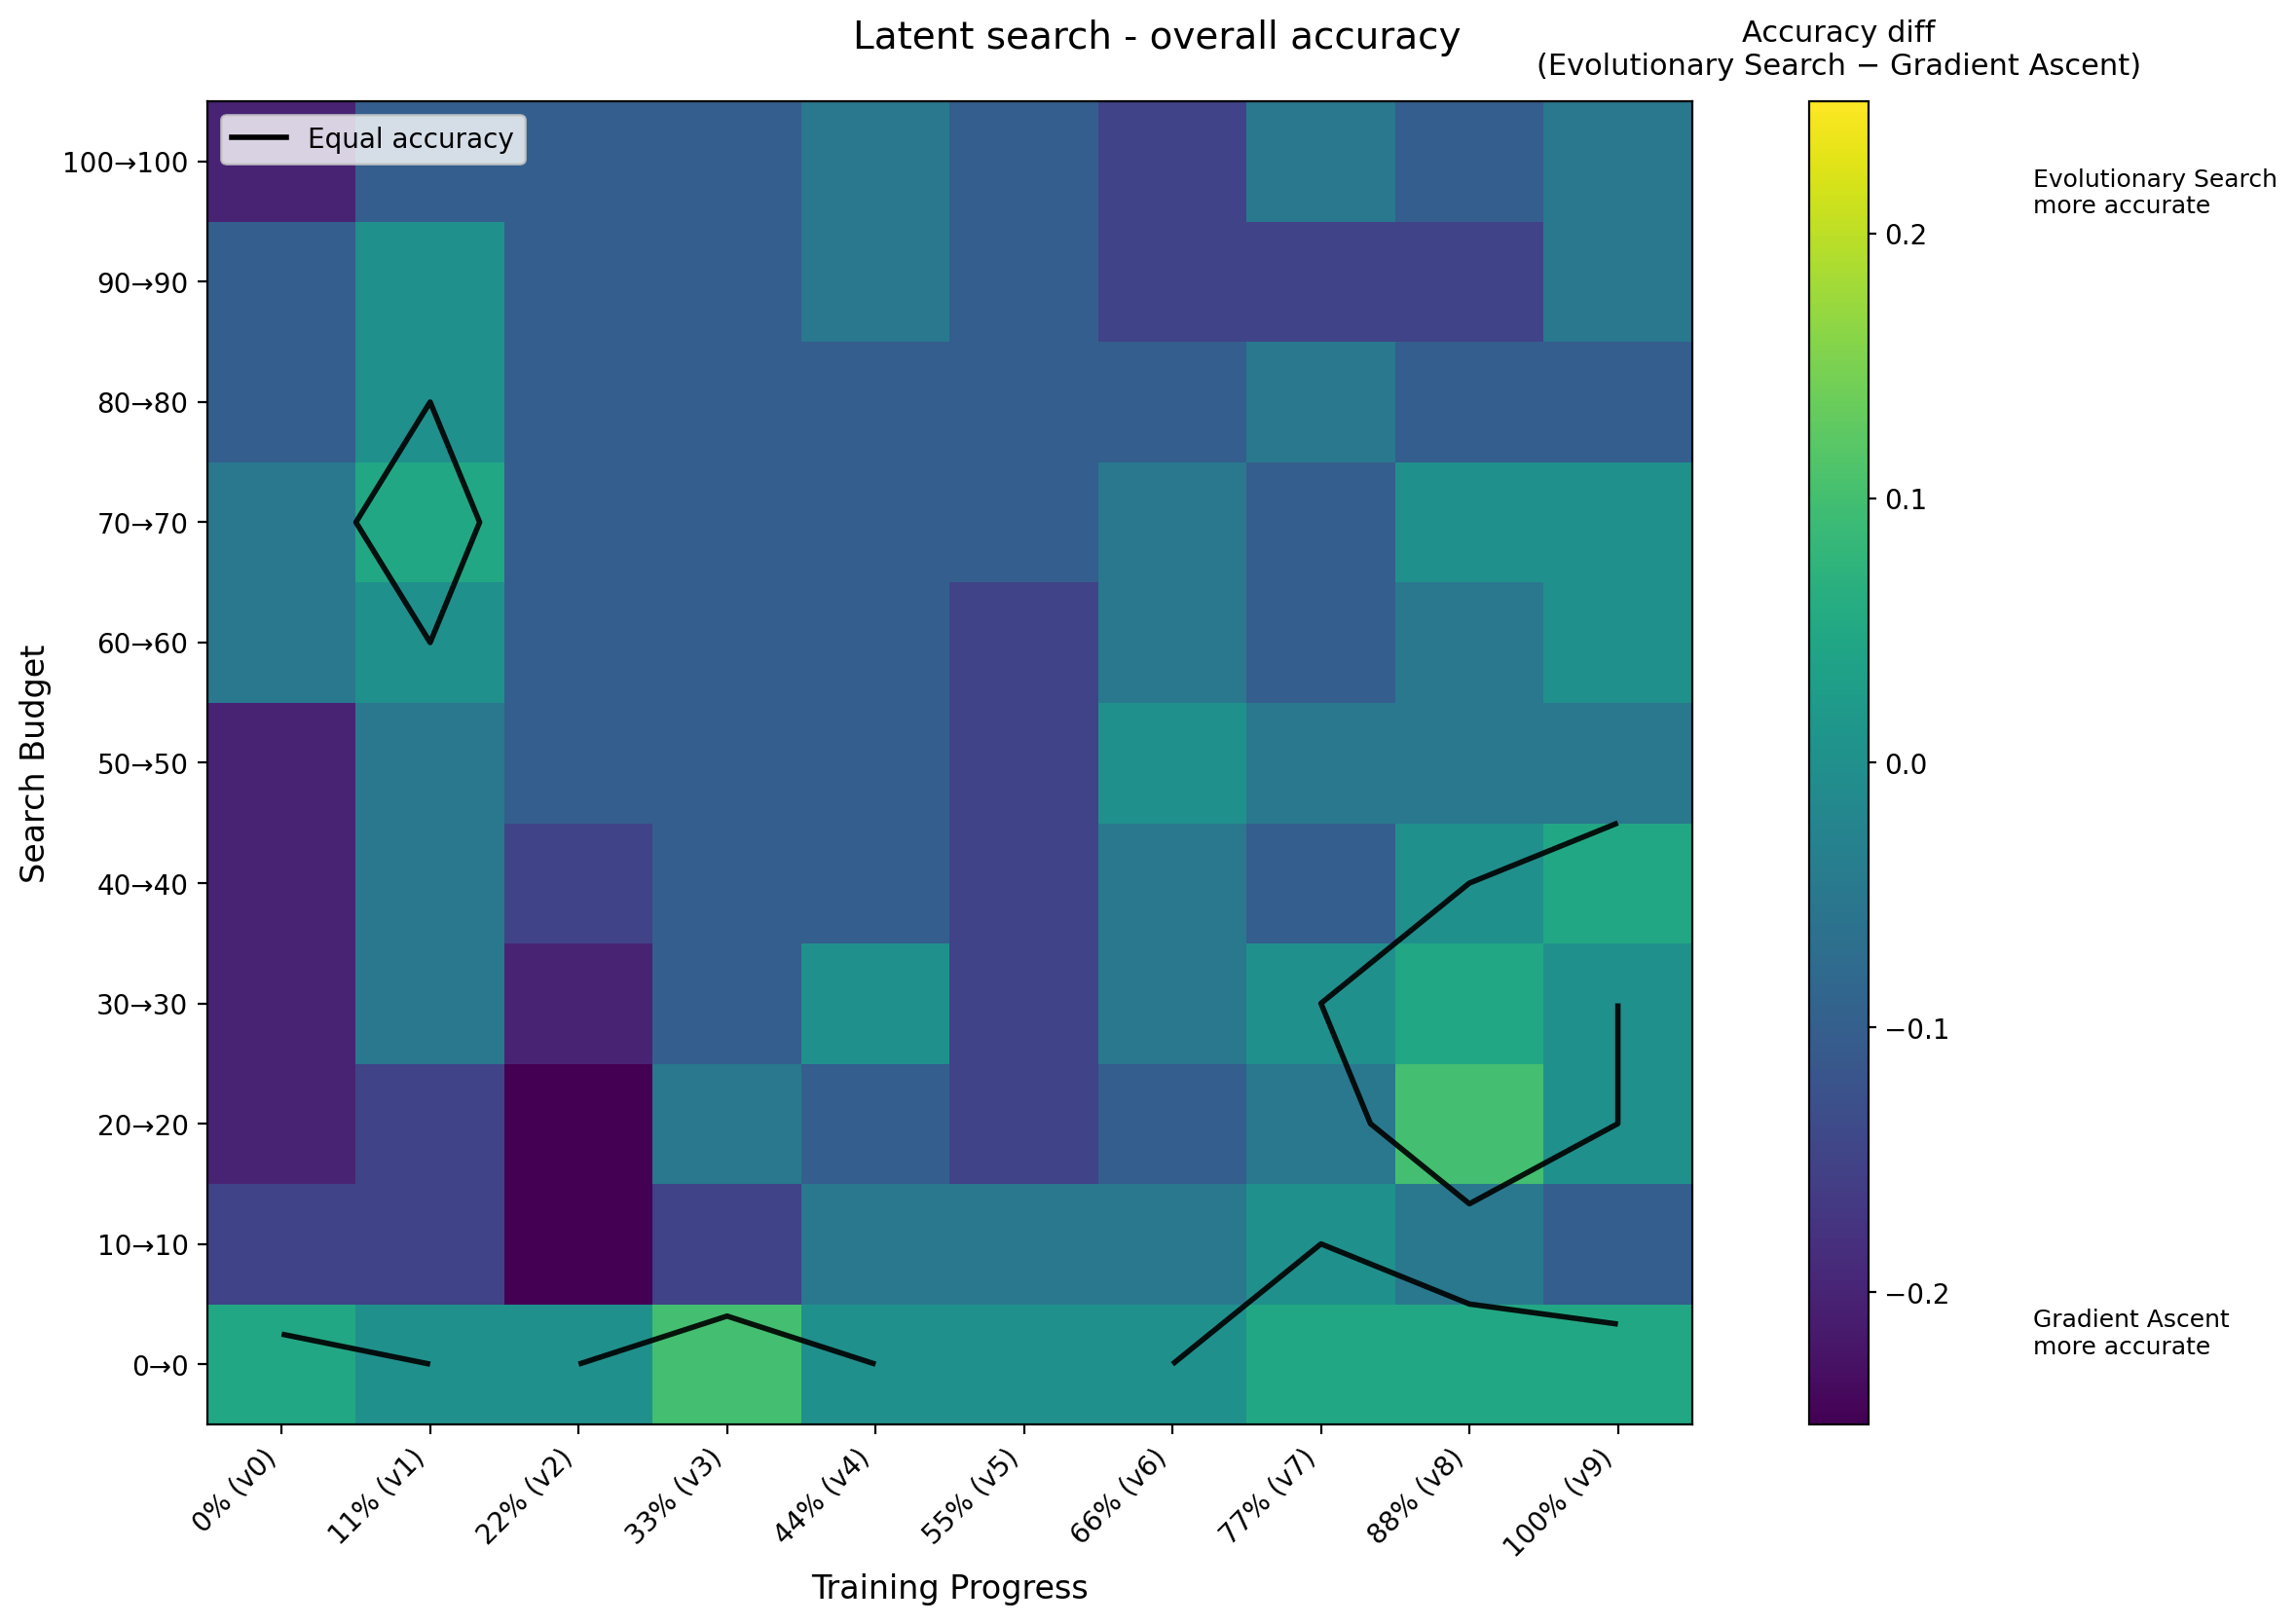 Latent search - overall accuracy
Accuracy diff
(Evolutionary Search − Gradient Ascent)
Equal accuracy
Search Budget
100→100
90→90
80→80
70→70
60→60
50→50
40→40
30→30
20→20
10→10
0→0
0% (v0)
11% (v1)
22% (v2)
33% (v3)
44% (v4)
55% (v5)
66% (v6)
77% (v7)
88% (v8)
100% (v9)
Training Progress
0.2
0.1
0.0
−0.1
−0.2
Evolutionary Search
more accurate
Gradient Ascent
more accurate